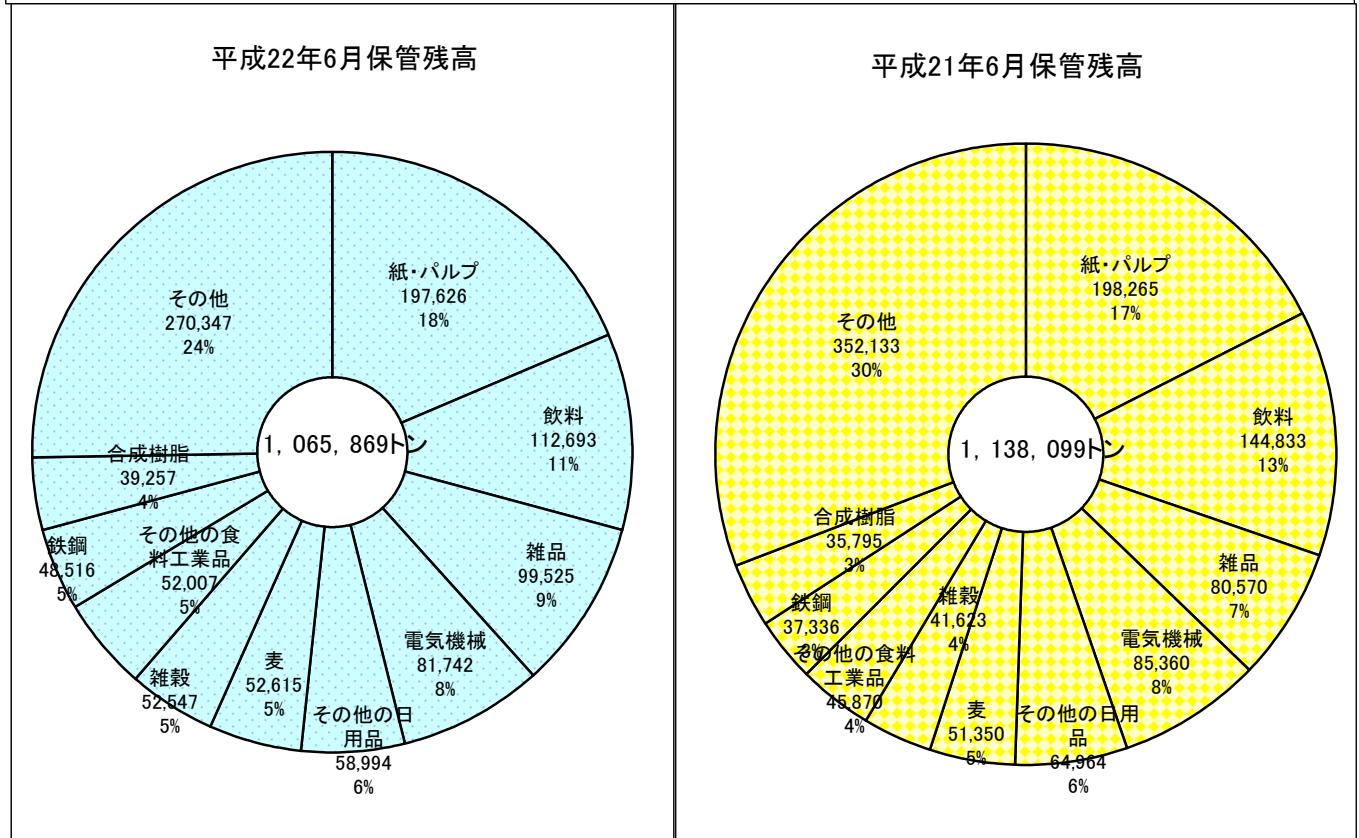 平成22年6月保管残高
紙・パルプ
197,626
18%
飲料
112,693
11%
雑品
99,525
9%
電気機械
81,742
8%
その他の日
用品
58,994
6%
麦
52,615
5%
雑穀
52,547
5%
その他の食
料工業品
52,007
5%
鉄鋼
48,516
5%
合成樹脂
39,257
4%
その他
270,347
24%
1, 065, 869トン
平成21年6月保管残高
紙・パルプ
198,265
17%
飲料
144,833
13%
雑品
80,570
7%
電気機械
85,360
8%
その他の日用
品
64,964
6%
麦
51,350
5%
雑穀
41,623
4%
その他の食料
工業品
45,870
4%
鉄鋼
37,336
3%
合成樹脂
35,795
3%
その他
352,133
30%
1, 138, 099トン